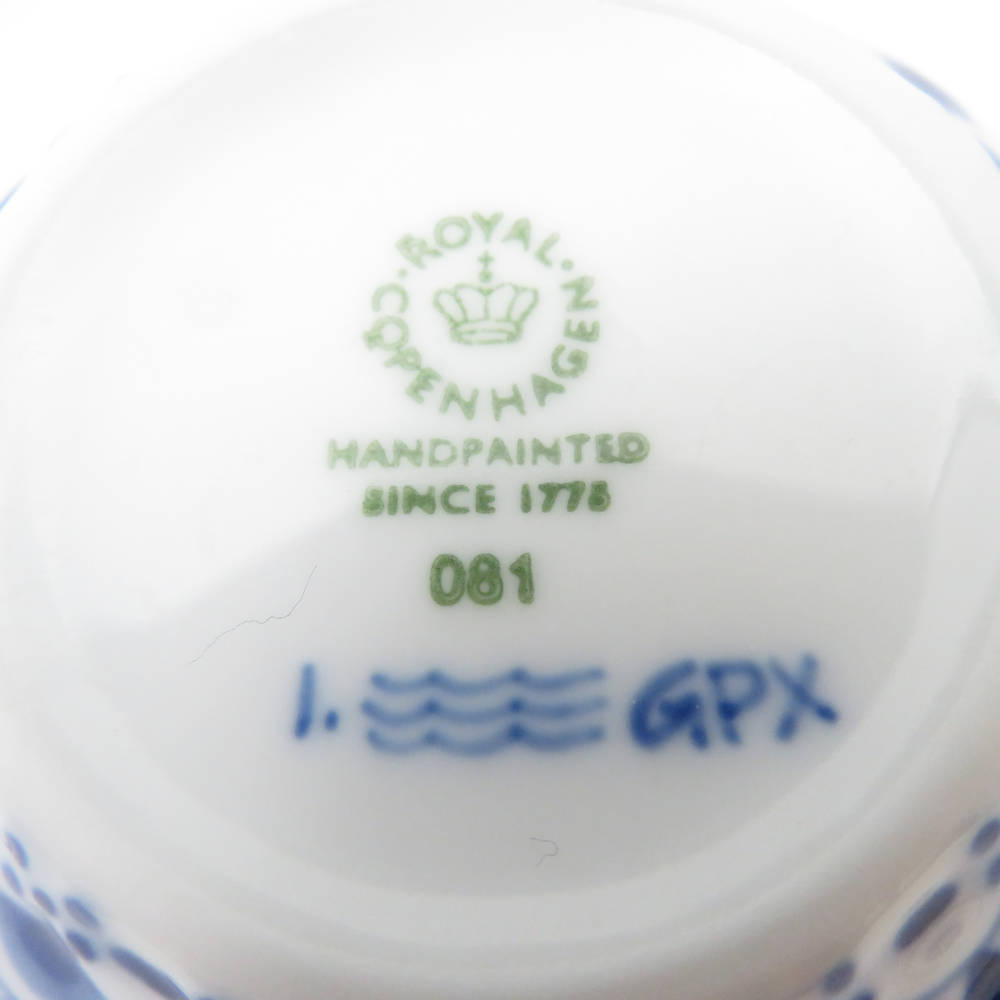 ROYAL
COPENHAGEN
HANDPAINTED
SINCE 1775
081
1. GPX